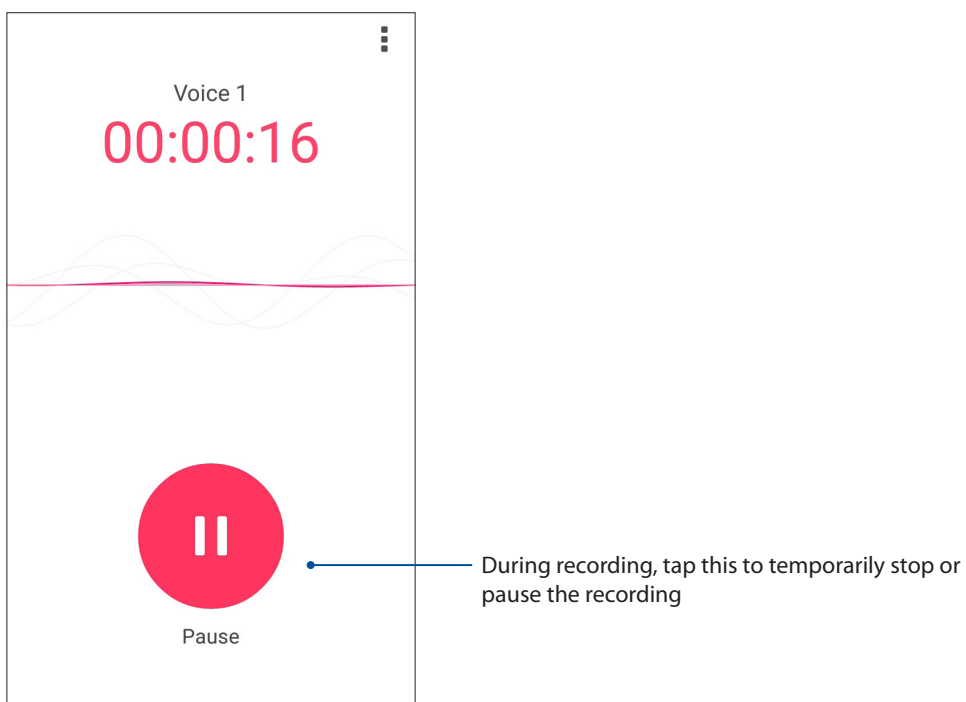 Voice 1
00:00:16
During recording, tap this to temporarily stop or
pause the recording
Pause